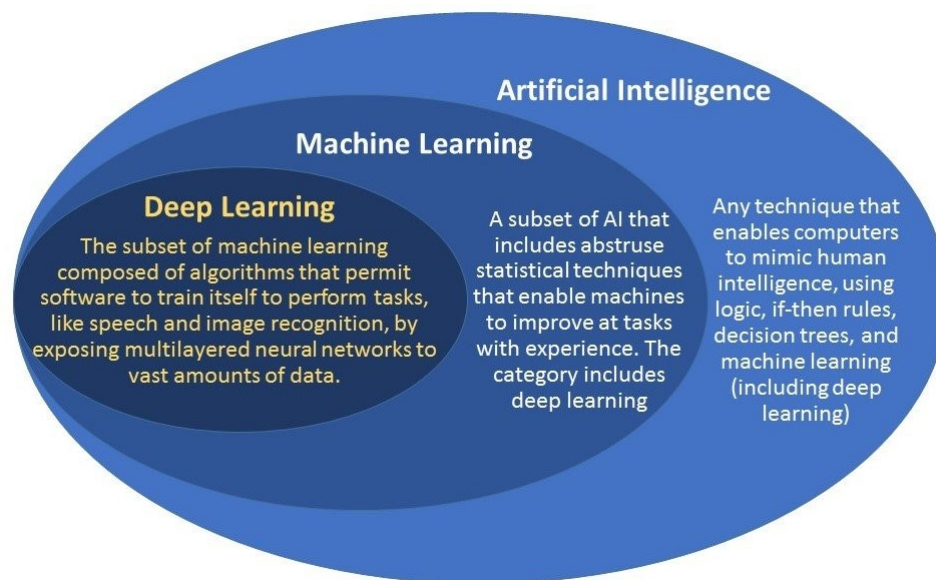 Artificial Intelligence
Machine Learning
Deep Learning
The subset of machine learning
composed of algorithms that permit
software to train itself to perform tasks,
like speech and image recognition, by
exposing multilayered neural networks to
vast amounts of data.
A subset of AI that
includes abstruse
statistical techniques
that enable machines
to improve at tasks
with experience. The
category includes
deep learning
Any technique that
enables computers
to mimic human
intelligence, using
logic, if-then rules,
decision trees, and
machine learning
(including deep
learning)